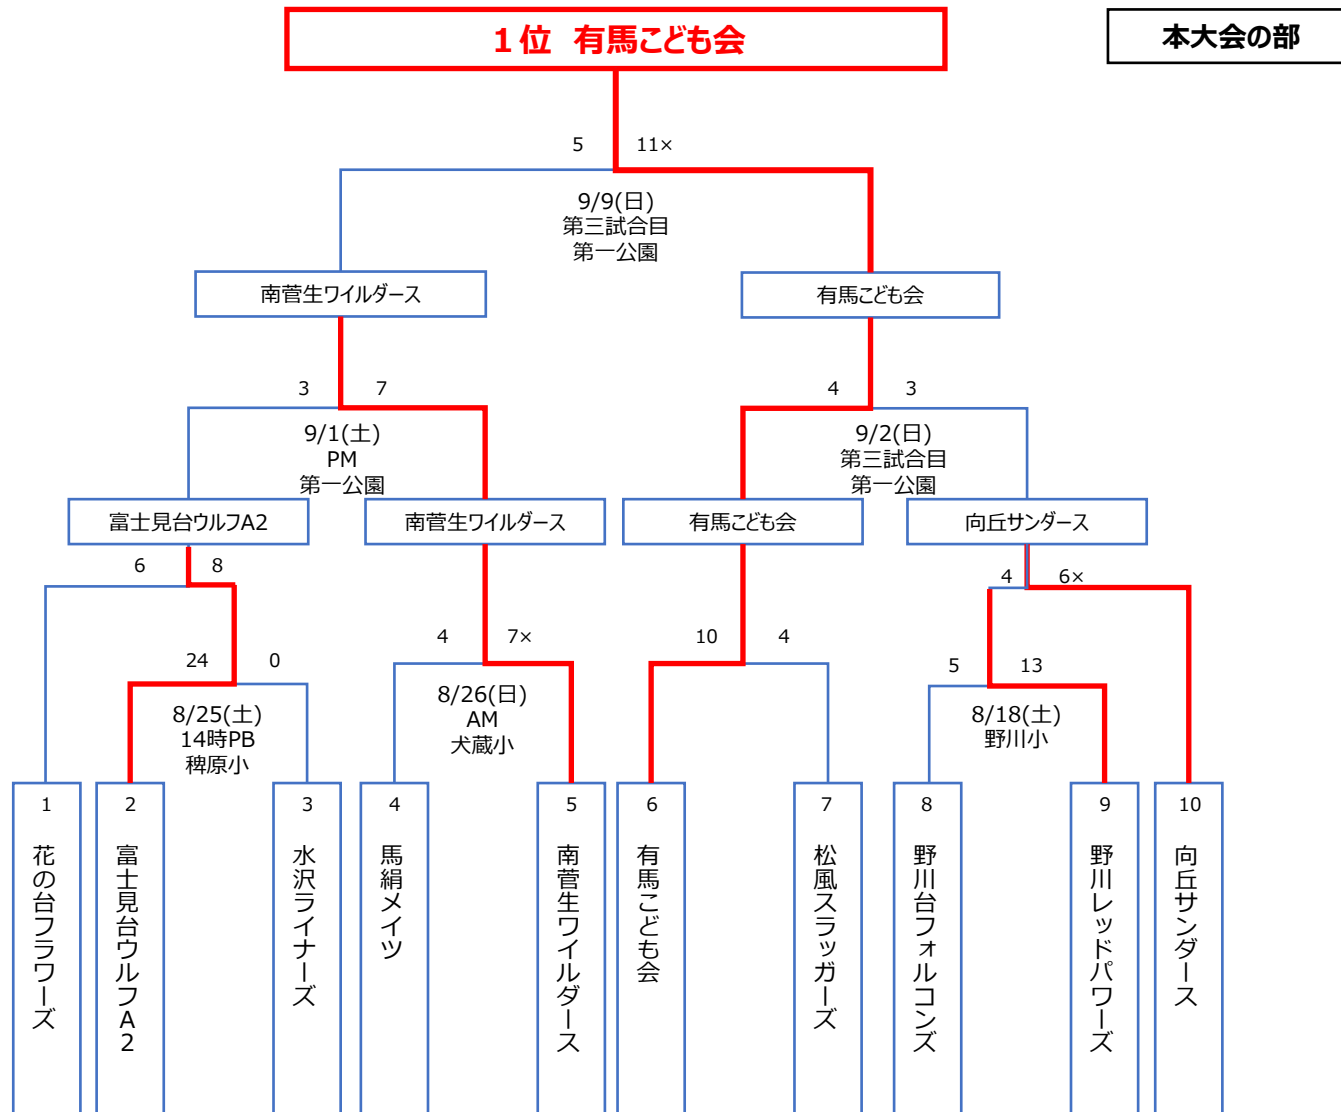 1位 有馬こども会
本大会の部
5 11×
9/9(日)
第三試合目
第一公園
南菅生ワイルダース
有馬こども会
3 7
4 3
9/1(土)
PM
第一公園
9/2(日)
第三試合目
第一公園
富士見台ウルフA2
南菅生ワイルダース
有馬こども会
向丘サンダース
6 8
4 6×
24 0
4 7×
10 4
5 13
8/25(土)
14時PB
稗原小
8/26(日)
AM
犬蔵小
8/18(土)
野川小
1
花の台フラワーズ
2
富士見台ウルフA2
3
水沢ライナーズ
4
馬絹メイツ
5
南菅生ワイルダース
6
有馬こども会
7
松風スラッガーズ
8
野川台フォルコンズ
9
野川レッドパワーズ
10
向丘サンダース